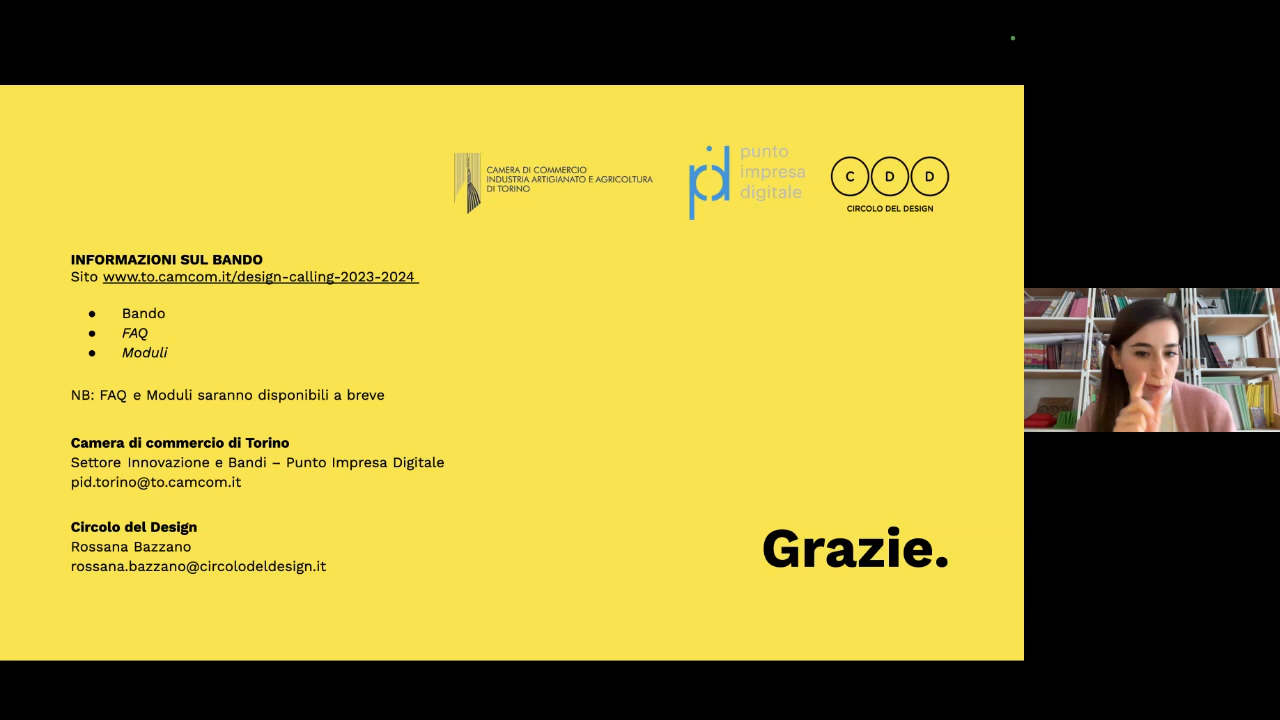 CAMERA DI COMMERCIO
INDUSTRIA ARTIGIANATO E AGRICOLTURA
DI TORINO
pid
punto
impresa
digitale
C D D
CIRCOLO DEL DESIGN
INFORMAZIONI SUL BANDO
Sito www.to.camcom.it/design-calling-2023-2024
● Bando
● FAQ
● Moduli
NB: FAQ e Moduli saranno disponibili a breve
Camera di commercio di Torino
Settore Innovazione e Bandi – Punto Impresa Digitale
pid.torino@to.camcom.it
Circolo del Design
Rossana Bazzano
rossana.bazzano@circolodeldesign.it
Grazie.